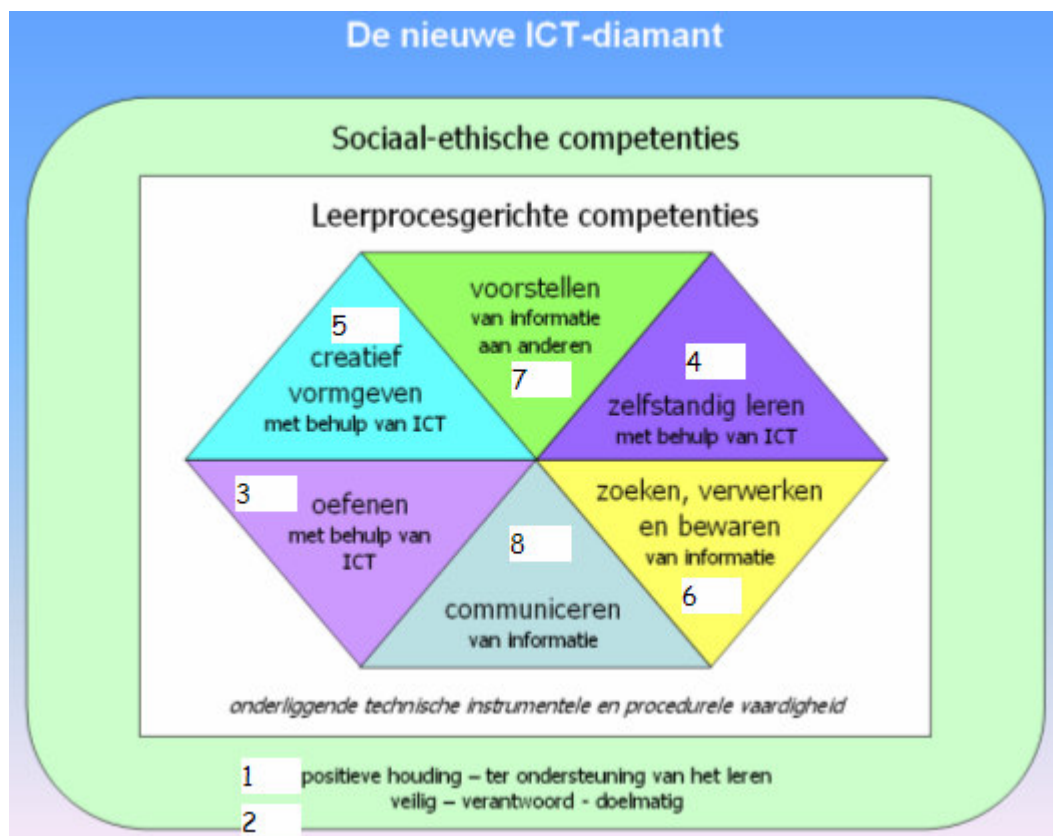 De nieuwe ICT-diamant
Sociaal-ethische competenties
Leerprocesgerichte competenties
5
creatief
vormgeven
met behulp van ICT
voorstellen
van informatie
aan anderen
7
4
zelfstandig leren
met behulp van ICT
3
oefenen
met behulp van
ICT
8
communiceren
van informatie
zoeken, verwerken
en bewaren
van informatie
6
onderliggende technische instrumentele en procedurele vaardigheid
1 positieve houding – ter ondersteuning van het leren
veilig – verantwoord - doelmatig
2